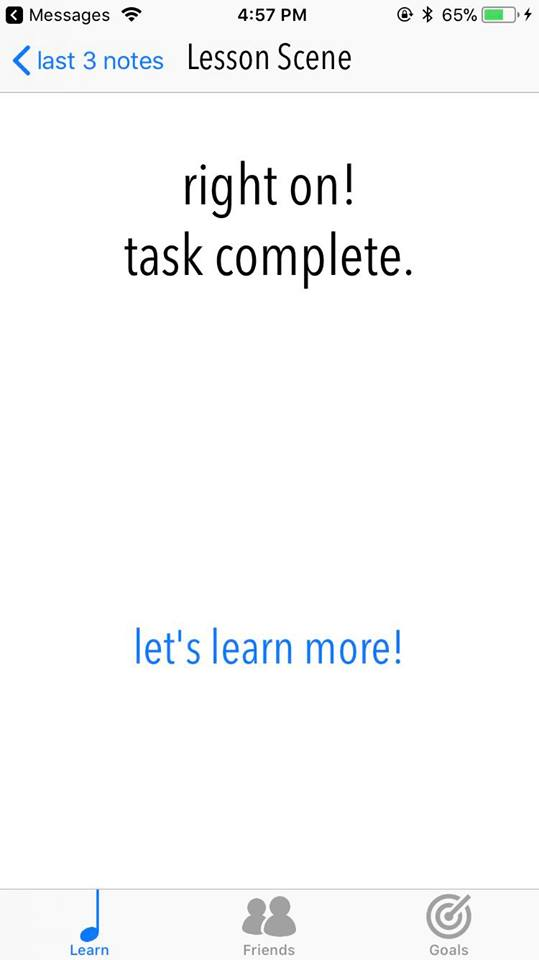 Messages 4:57 PM 65%
last 3 notes Lesson Scene
right on!
task complete.
let's learn more!
Learn Friends Goals